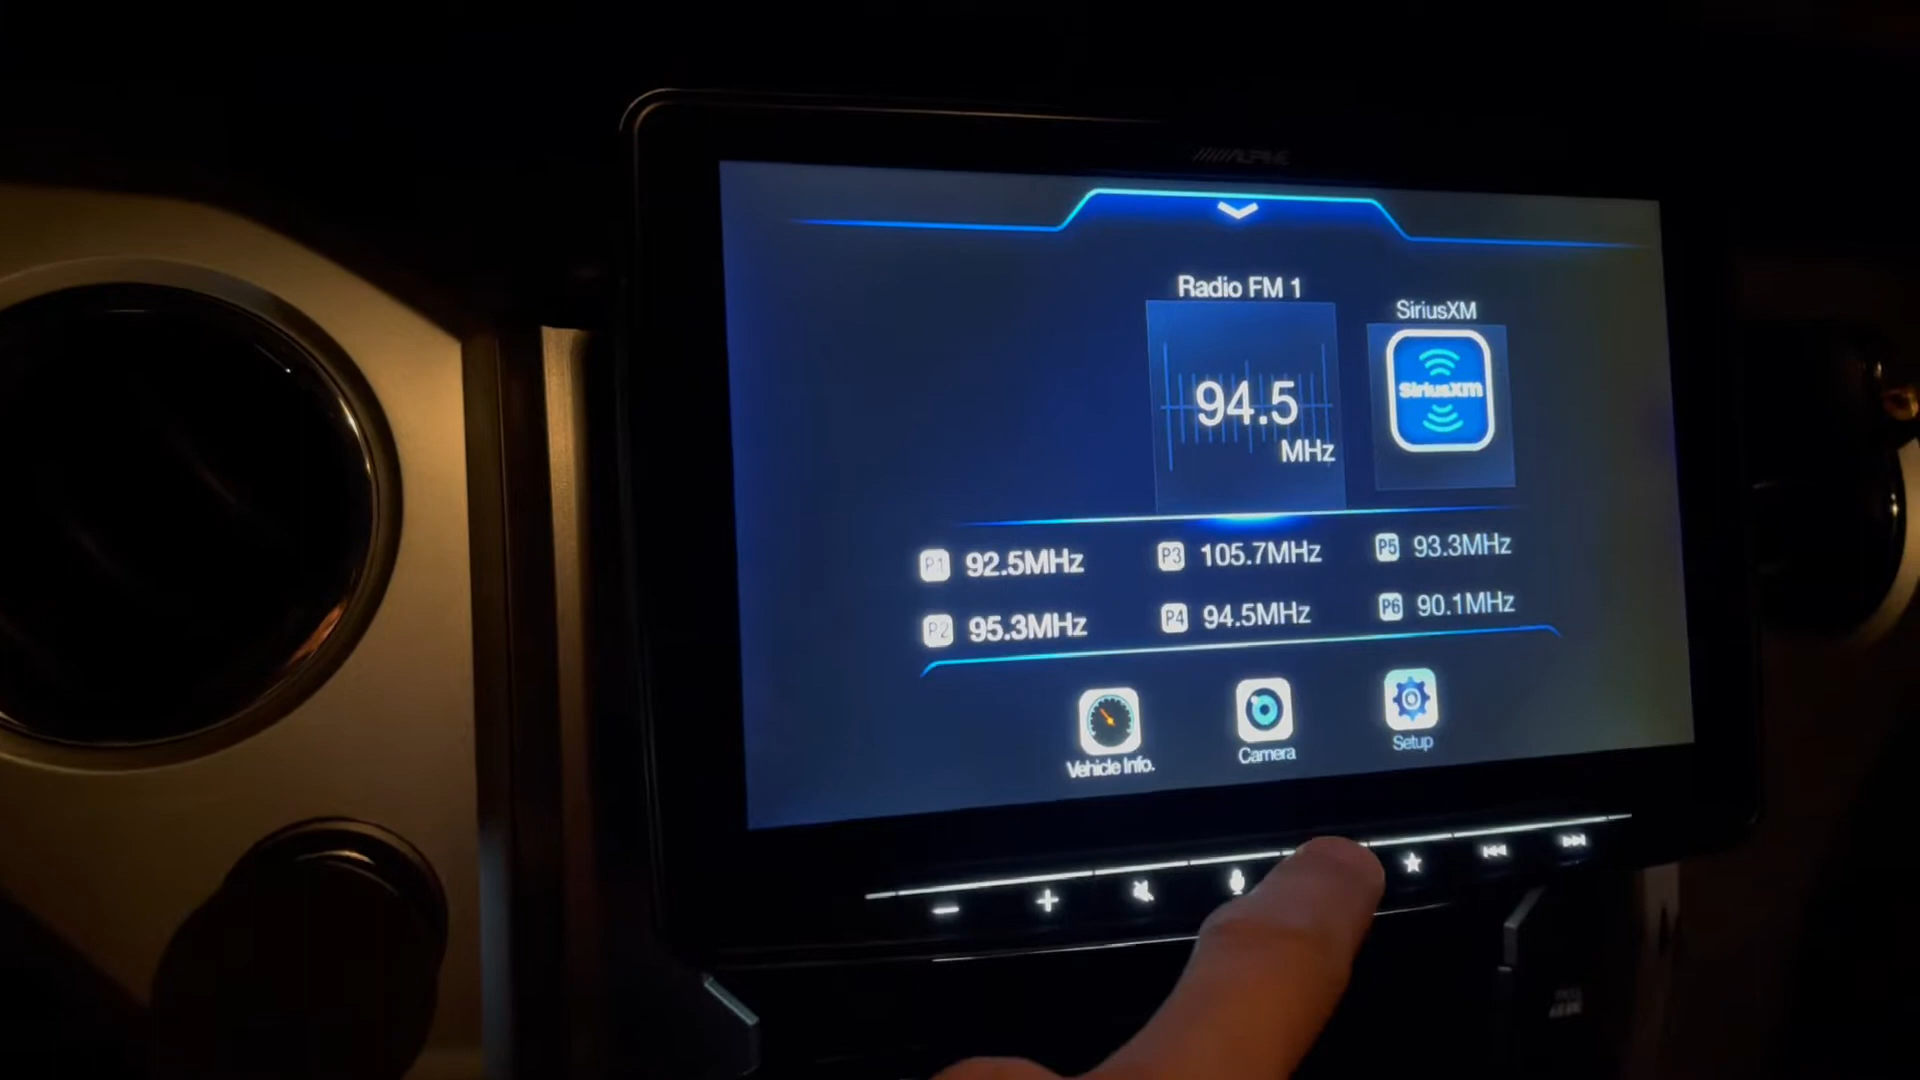 ALPINE
Radio FM 1
SiriusXM
94.5
MHz
SiriusXM
P1 92.5MHz
P3 105.7MHz
P5 93.3MHz
P2 95.3MHz
P4 94.5MHz
P6 90.1MHz
Vehicle Info.
Camera
Setup